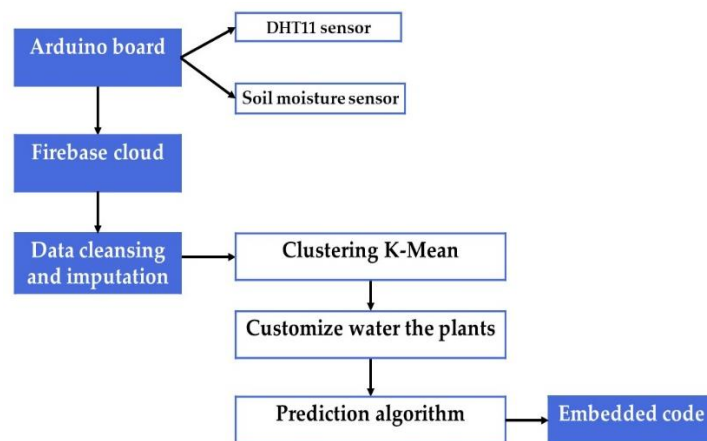 DHT11 sensor
Arduino board
Soil moisture sensor
Firebase cloud
Data cleansing
and imputation
Clustering K-Mean
Customize water the plants
Prediction algorithm
Embedded code